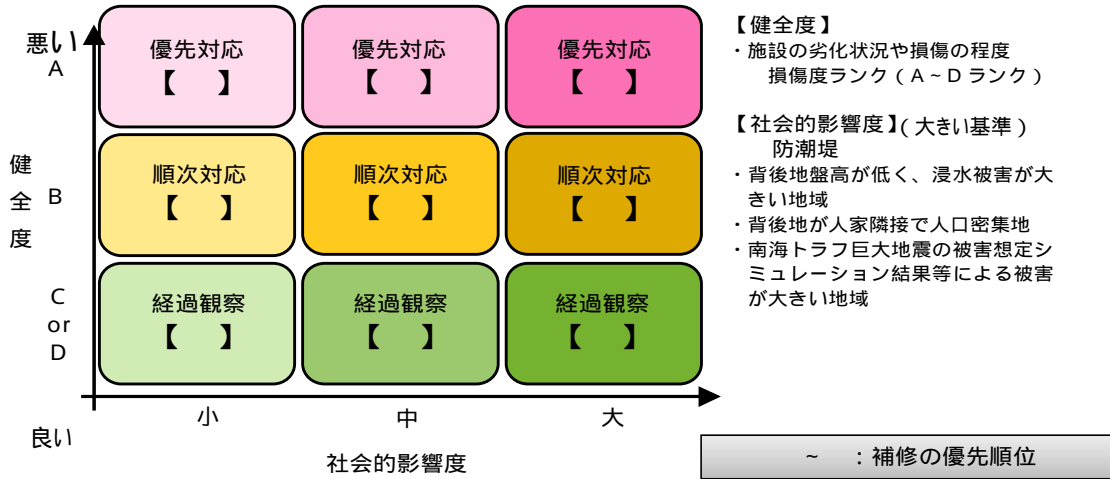 悪い
A
健全度
B
C
or
D
良い
優先対応
【　】
優先対応
【　】
優先対応
【　】
順次対応
【　】
順次対応
【　】
順次対応
【　】
経過観察
【　】
経過観察
【　】
経過観察
【　】
小
中
大
社会的影響度
【健全度】
・施設の劣化状況や損傷の程度
損傷度ランク（A～Dランク）
【社会的影響度】(大きい基準)
防潮堤
・背後地盤高が低く、浸水被害が大
きい地域
・背後地が人家隣接で人口密集地
・南海トラフ巨大地震の被害想定シ
ミュレーション結果等による被害
が大きい地域
～　：補修の優先順位